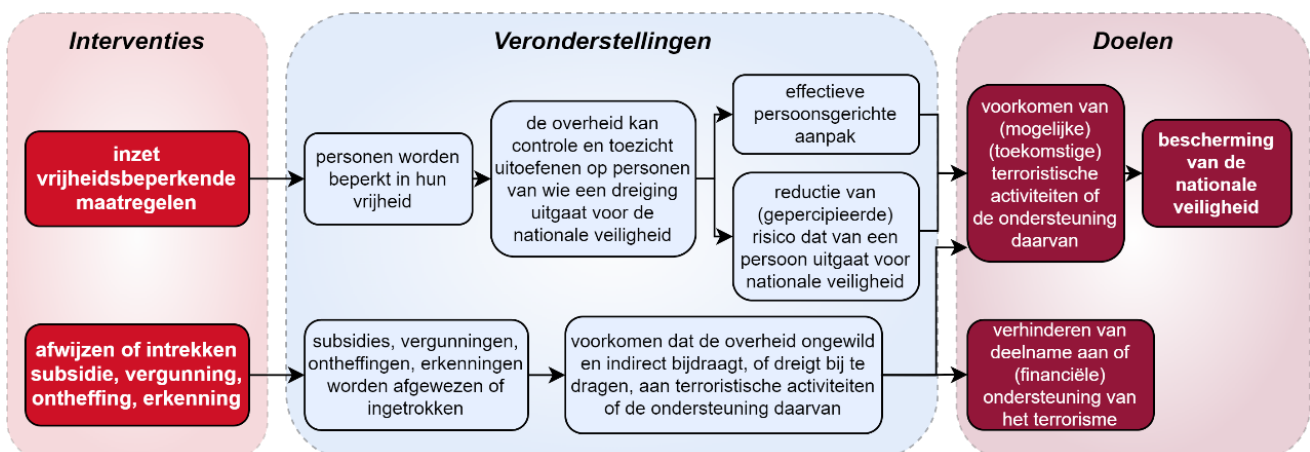 Interventies
Veronderstellingen
Doelen
inzet
vrijheidsbeperkende
maatregelen
personen worden
beperkt in hun
vrijheid
de overheid kan
controle en toezicht
uitoefenen op personen
van wie een dreiging
uitgaat voor de
nationale veiligheid
effectieve
persoonsgerichte
aanpak
reductie van
(gepercipieerde)
risico dat van een
persoon uitgaat voor
nationale veiligheid
voorkomen van
(mogelijke)
(toekomstige)
terroristische
activiteiten of
de ondersteuning
daarvan
bescherming
van de
nationale
veiligheid
afwijzen of intrekken
subsidie, vergunning,
ontheffing, erkenning
subsidies, vergunningen,
ontheffingen, erkenningen
worden afgewezen of
ingetrokken
voorkomen dat de overheid ongewild
en indirect bijdraagt, of dreigt bij te
dragen, aan terroristische activiteiten
of de ondersteuning daarvan
verhinderen van
deelname aan of
(financiële)
ondersteuning van
het terrorisme